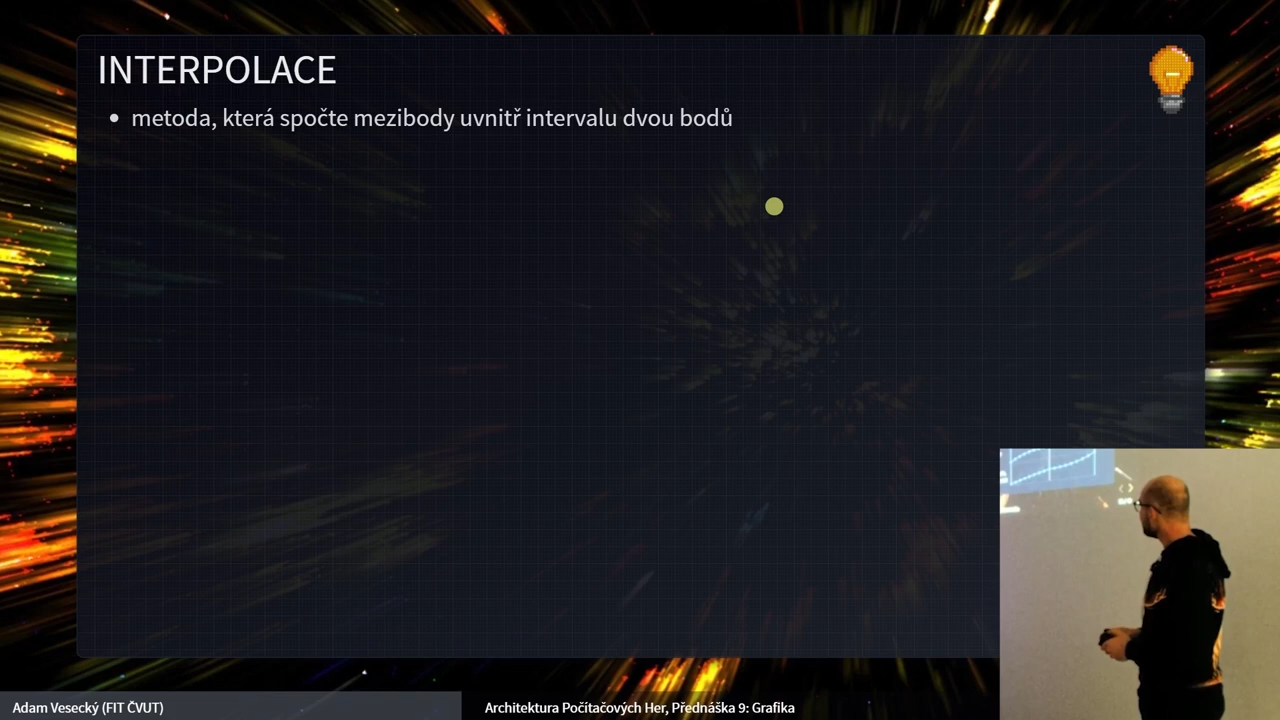 INTERPOLACE
metoda, která spočte mezibody uvnitř intervalu dvou bodů
Adam Vesecký (FIT ČVUT)
Architektura Počítačových Her, Přednáška 9: Grafika